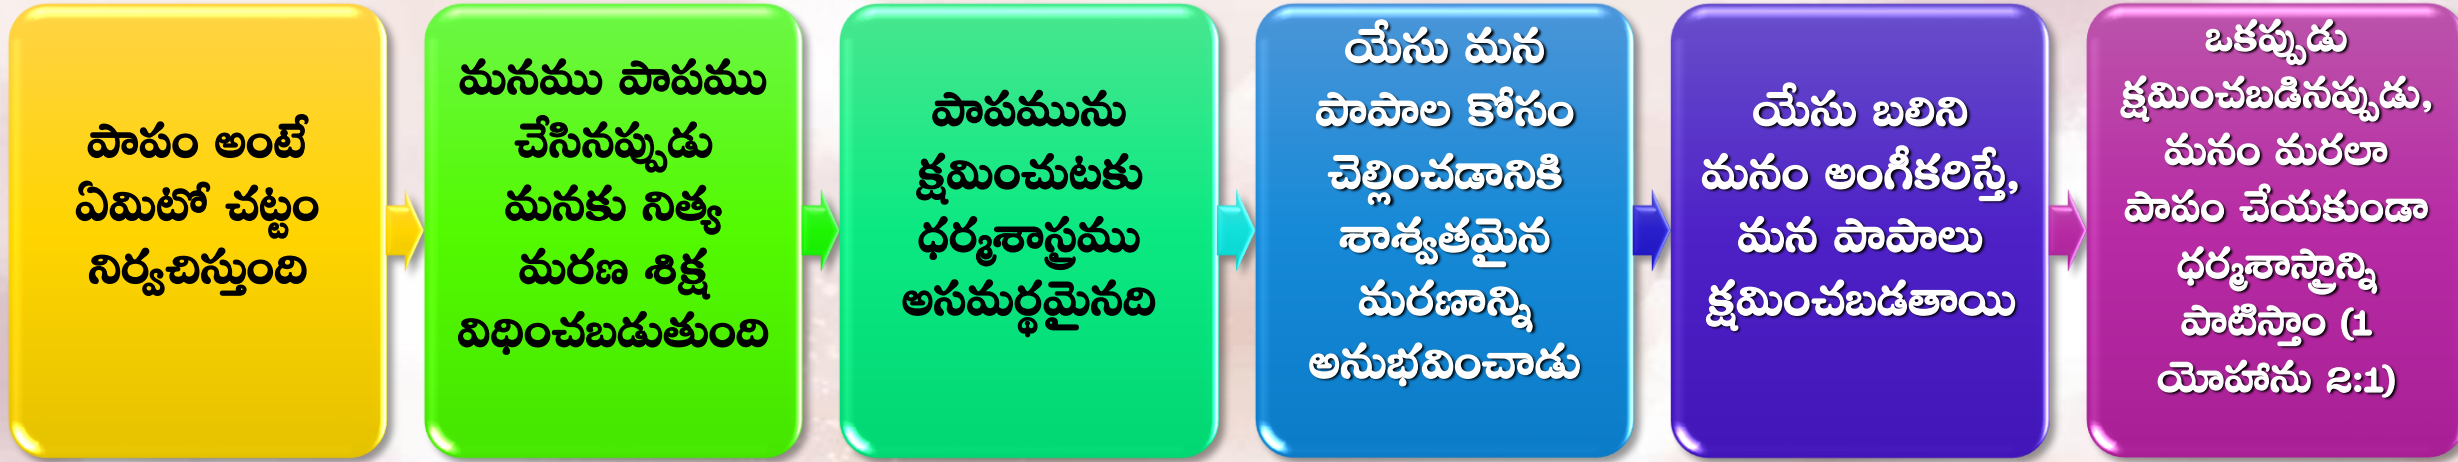 పాపం అంటే
ఏమిటో చట్టం
నిర్వచిస్తుంది
మనము పాపము
చేసినప్పుడు
మనకు నిత్య
మరణ శిక్ష
విధించబడుతుంది
పాపమును
క్షమించుటకు
ధర్మశాస్త్రము
అసమర్థమైనది
యేసు మన
పాపాల కోసం
చెల్లించడానికి
శాశ్వతమైన
మరణాన్ని
అనుభవించాడు
యేసు బలిని
మనం అంగీకరిస్తే,
మన పాపాలు
క్షమించబడతాయి
ఒకప్పుడు
క్షమించబడినప్పుడు,
మనం మరలా
పాపం చేయకుండా
ధర్మశాస్త్రాన్ని
పాటిస్తాం (1
యోహాను 2:1)